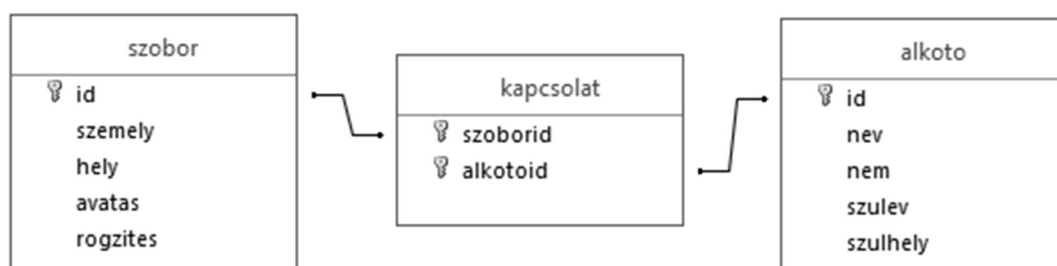 szobor
id
szemely
hely
avatas
rogzites
kapcsolat
szoborid
alkotoid
alkoto
id
nev
nem
szulev
szulhely